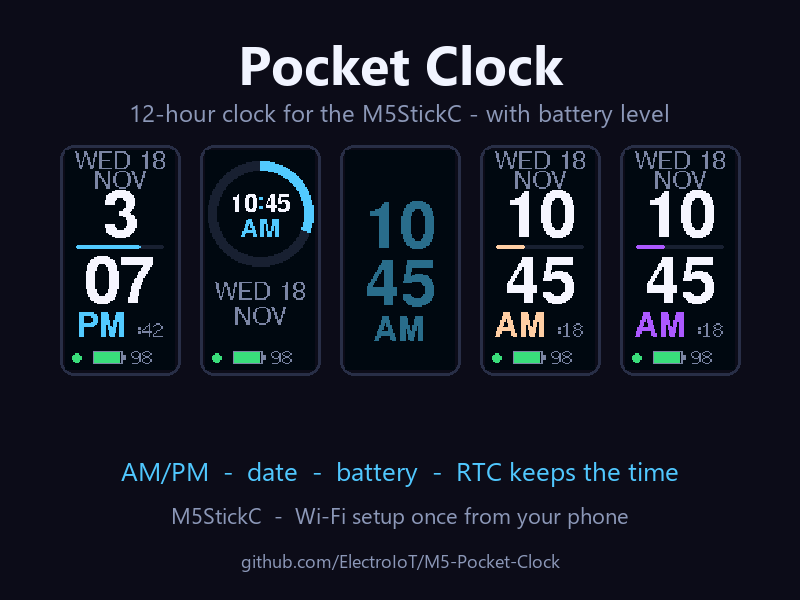 Pocket Clock
12-hour clock for the M5StickC - with battery level
WED 18
NOV
3
07
PM :42
98
10:45
AM
WED 18
NOV
98
10
45
AM
WED 18
NOV
10
45
AM :18
98
WED 18
NOV
10
45
AM :18
98
AM/PM - date - battery - RTC keeps the time
M5StickC - Wi-Fi setup once from your phone
github.com/ElectroIoT/M5-Pocket-Clock